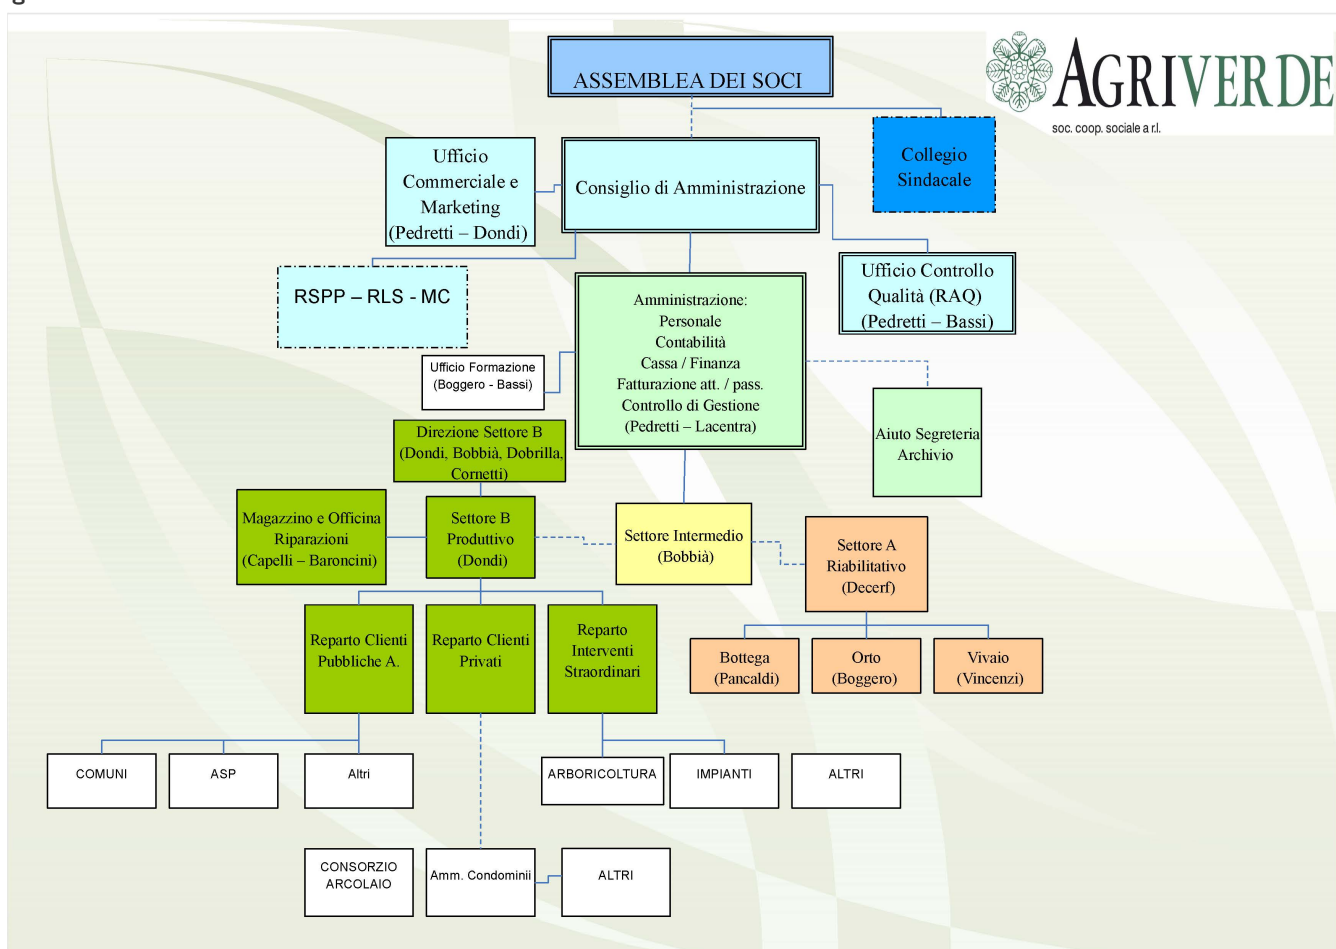 ASSEMBLEA DEI SOCI
AGRIVERDE
soc. coop. sociale a r.l.
Ufficio
Commerciale e
Marketing
(Pedretti – Dondi)
Consiglio di Amministrazione
Collegio
Sindacale
RSPP – RLS - MC
Ufficio Controllo
Qualità (RAQ)
(Pedretti – Bassi)
Amministrazione:
Personale
Contabilità
Cassa / Finanza
Fatturazione att. / pass.
Controllo di Gestione
(Pedretti – Lacentra)
Ufficio Formazione
(Boggero - Bassi)
Aiuto Segreteria
Archivio
Direzione Settore B
(Dondi, Bobbià, Dobrilla,
Cornetti)
Magazzino e Officina
Riparazioni
(Capelli – Baroncini)
Settore B
Produttivo
(Dondi)
Settore Intermedio
(Bobbià)
Settore A
Riabilitativo
(Decerf)
Reparto Clienti
Pubbliche A.
Reparto Clienti
Privati
Reparto
Interventi
Straordinari
Bottega
(Pancaldi)
Orto
(Boggero)
Vivaio
(Vincenzi)
COMUNI
ASP
Altri
ARBORICOLTURA
IMPIANTI
ALTRI
CONSORZIO
ARCOLAIO
Amm. Condominii
ALTRI